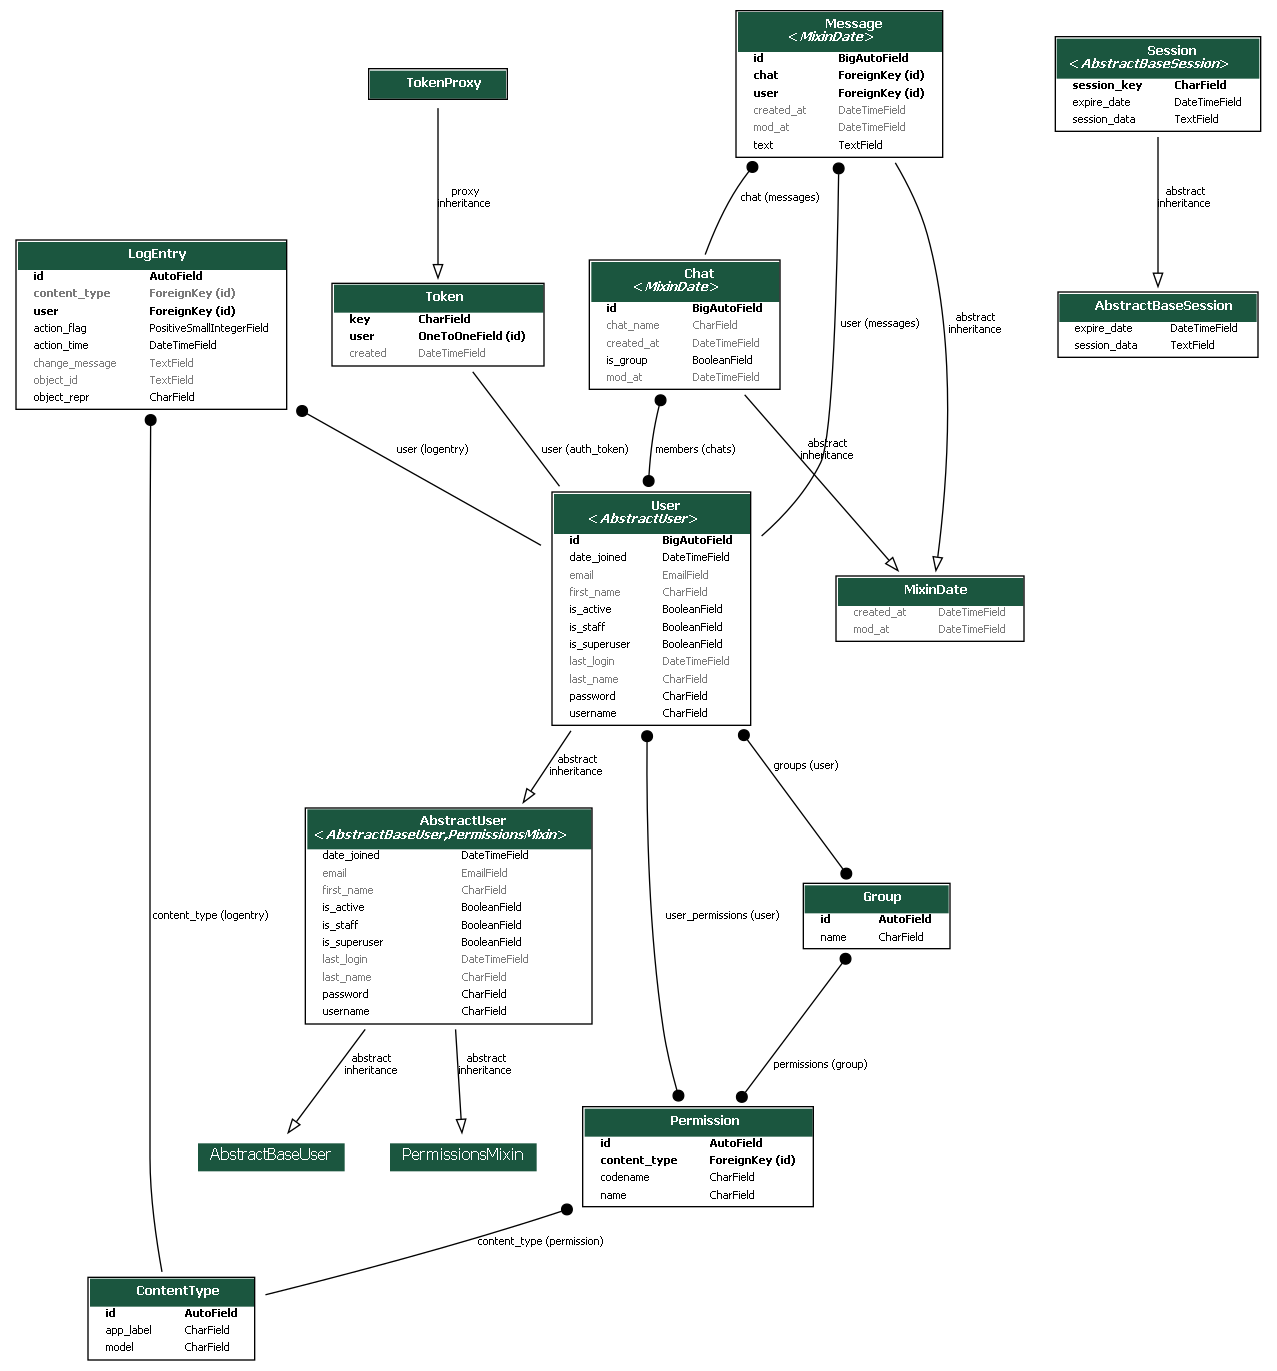 Message
<MixinDate>
id BigAutoField
chat ForeignKey (id)
user ForeignKey (id)
created_at DateTimeField
mod_at DateTimeField
text TextField
Session
<AbstractBaseSession>
session_key CharField
expire_date DateTimeField
session_data TextField
TokenProxy
proxy
inheritance
chat (messages)
abstract
inheritance
LogEntry
id AutoField
content_type ForeignKey (id)
user ForeignKey (id)
action_flag PositiveSmallIntegerField
action_time DateTimeField
change_message TextField
object_id TextField
object_repr CharField
Token
key CharField
user OneToOneField (id)
created DateTimeField
Chat
<MixinDate>
id BigAutoField
chat_name CharField
created_at DateTimeField
is_group BooleanField
mod_at DateTimeField
user (messages)
abstract
inheritance
AbstractBaseSession
expire_date DateTimeField
session_data TextField
user (logentry)
user (auth_token)
members (chats)
abstract
inheritance
User
<AbstractUser>
id BigAutoField
date_joined DateTimeField
email EmailField
first_name CharField
is_active BooleanField
is_staff BooleanField
is_superuser BooleanField
last_login DateTimeField
last_name CharField
password CharField
username CharField
MixinDate
created_at DateTimeField
mod_at DateTimeField
abstract
inheritance
groups (user)
AbstractUser
<AbstractBaseUser,PermissionsMixin>
date_joined DateTimeField
email EmailField
first_name CharField
is_active BooleanField
is_staff BooleanField
is_superuser BooleanField
last_login DateTimeField
last_name CharField
password CharField
username CharField
content_type (logentry)
user_permissions (user)
Group
id AutoField
name CharField
abstract
inheritance
abstract
inheritance
permissions (group)
AbstractBaseUser
PermissionsMixin
Permission
id AutoField
content_type ForeignKey (id)
codename CharField
name CharField
content_type (permission)
ContentType
id AutoField
app_label CharField
model CharField